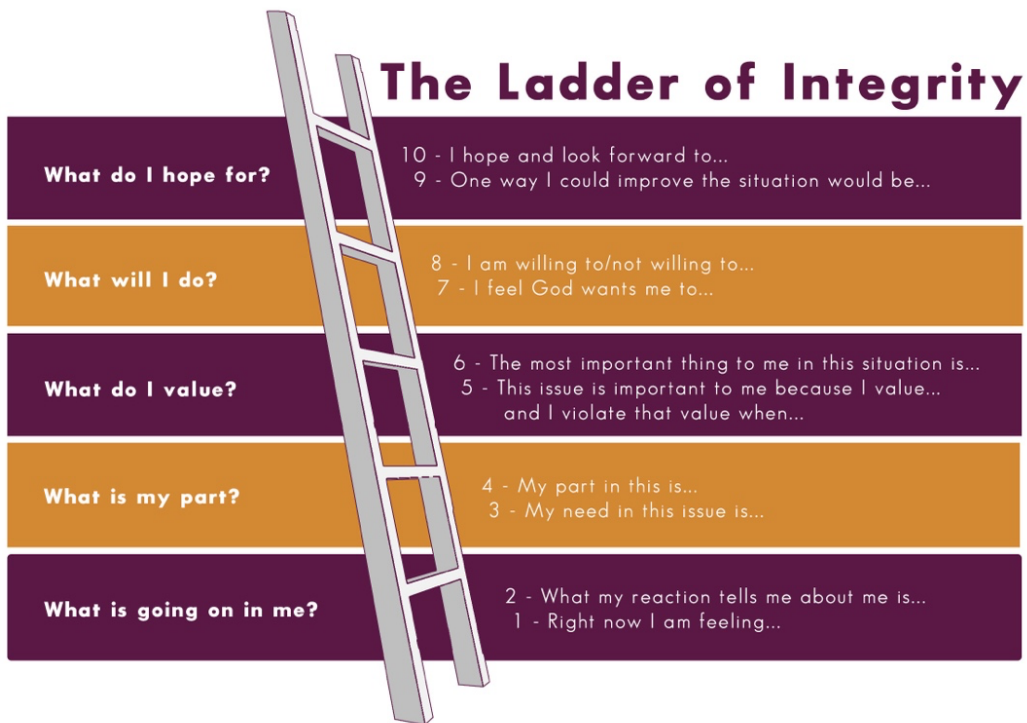 The Ladder of Integrity
What do I hope for?
10 - I hope and look forward to...
9 - One way I could improve the situation would be...
What will I do?
8 - I am willing to/not willing to...
7 - I feel God wants me to...
What do I value?
6 - The most important thing to me in this situation is...
5 - This issue is important to me because I value...
and I violate that value when...
What is my part?
4 - My part in this is...
3 - My need in this issue is...
What is going on in me?
2 - What my reaction tells me about me is...
1 - Right now I am feeling...